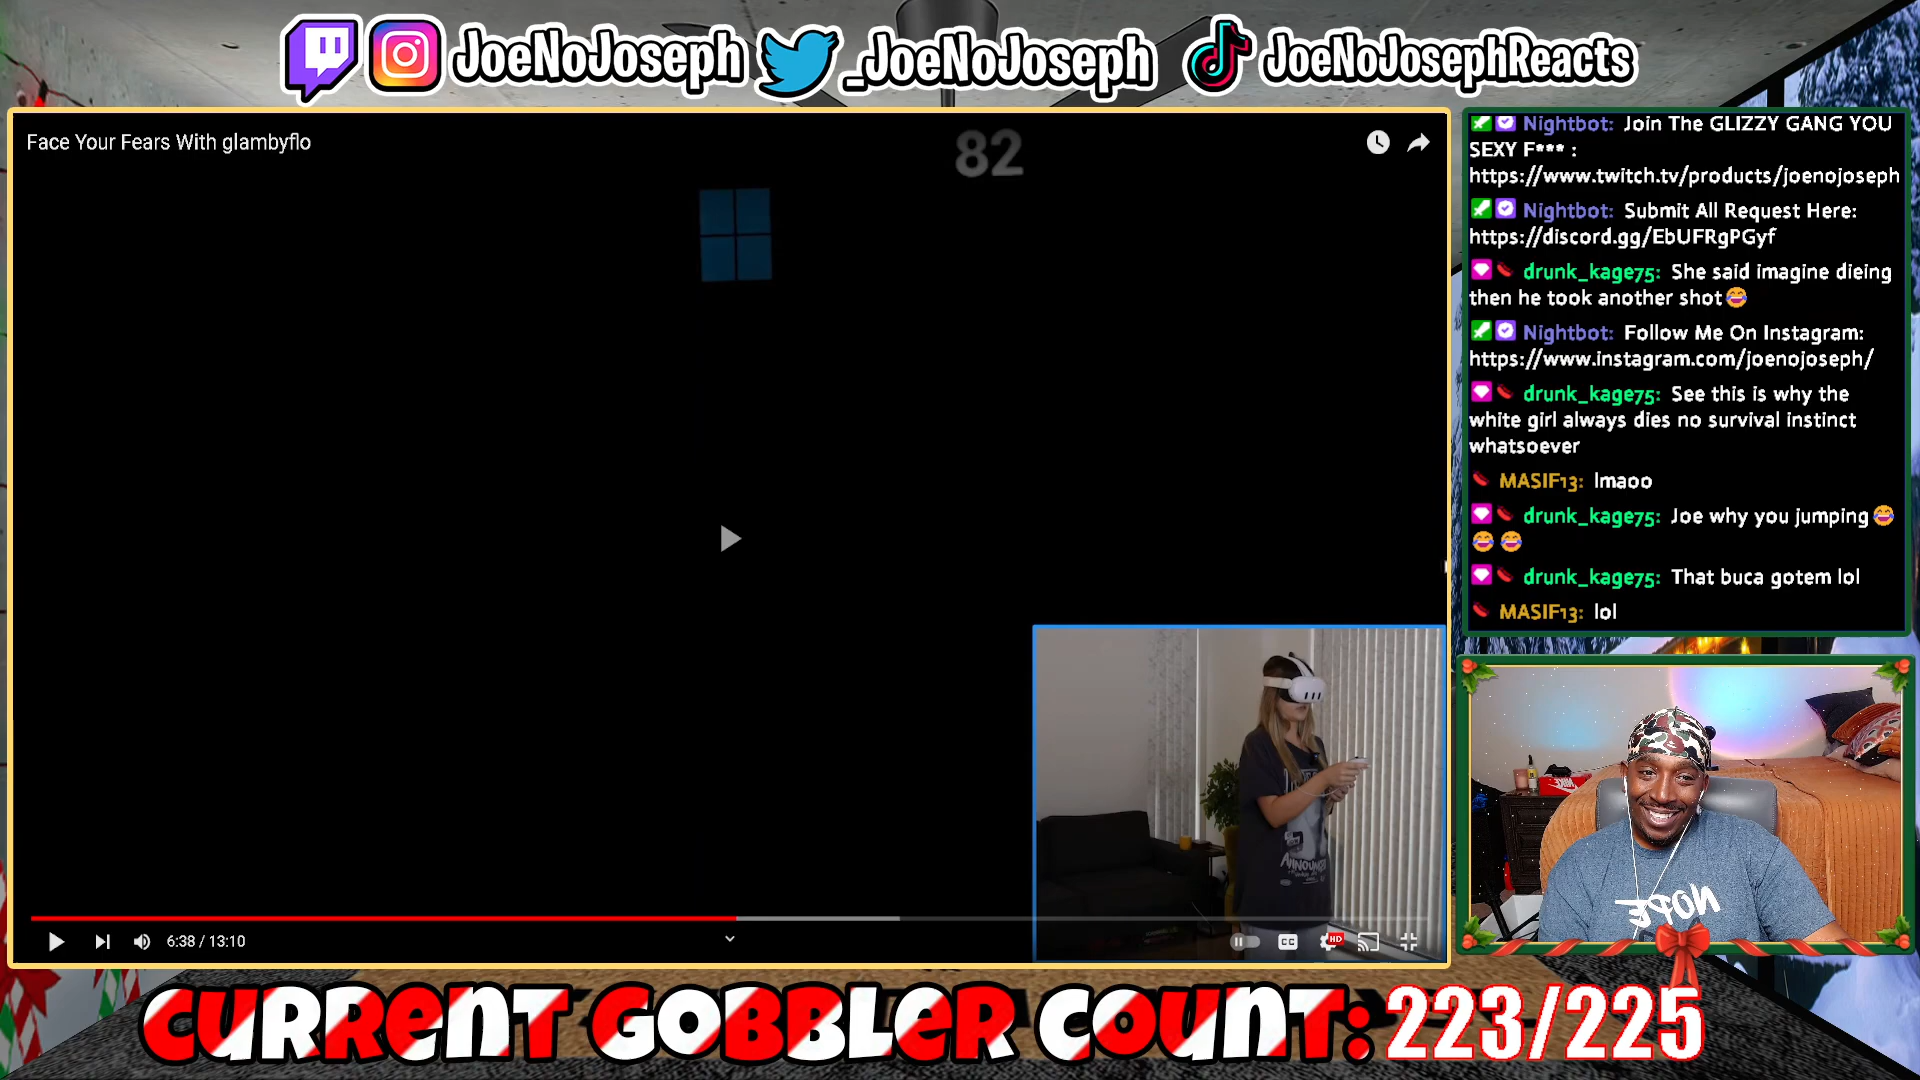 JoeNoJoseph
_JoeNoJoseph
JoeNoJosephReacts
Face Your Fears With glambyflo
82
Nightbot: Join The GLIZZY GANG YOU
SEXY F*** :
https://www.twitch.tv/products/joenojoseph
Nightbot: Submit All Request Here:
https://discord.gg/EbUFRgPGyf
drunk_kage75: She said imagine dieing
then he took another shot😂
Nightbot: Follow Me On Instagram:
https://www.instagram.com/joenojoseph/
drunk_kage75: See this is why the
white girl always dies no survival instinct
whatsoever
MASIF13: lmaoo
drunk_kage75: Joe why you jumping😂
😂 😂
drunk_kage75: That buca gotem lol
MASIF13: lol
NOPE
6:38 / 13:10
CC
HD
CURRENT GOBBLER COUNT: 223/225